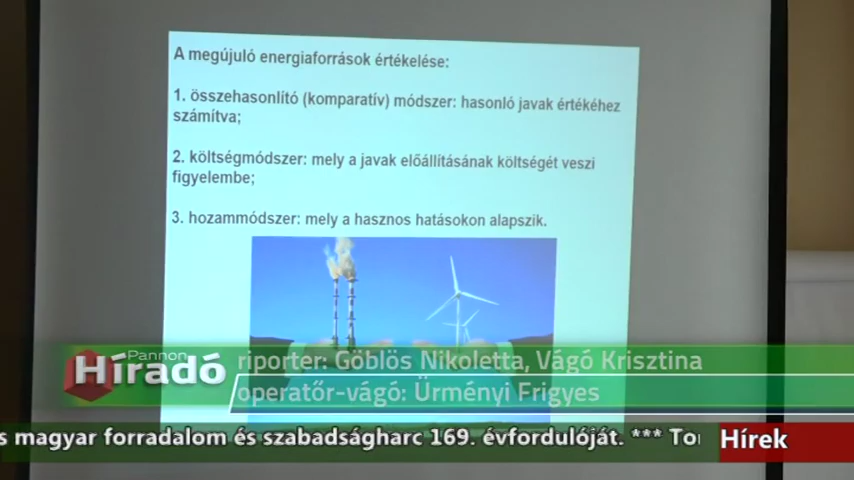 A megújuló energiaforrások értékelése:
1. összehasonlító (komparatív) módszer: hasonló javak értékéhez
számítva;
2. költségmódszer: mely a javak előállításának költségét veszi
figyelembe;
3. hozammódszer: mely a hasznos hatásokon alapszik.
Pannon
Híradó
riporter: Göblös Nikoletta, Vágó Krisztina
operatőr-vágó: Ürményi Frigyes
s magyar forradalom és szabadságharc 169. évfordulóját. ***
Hírek